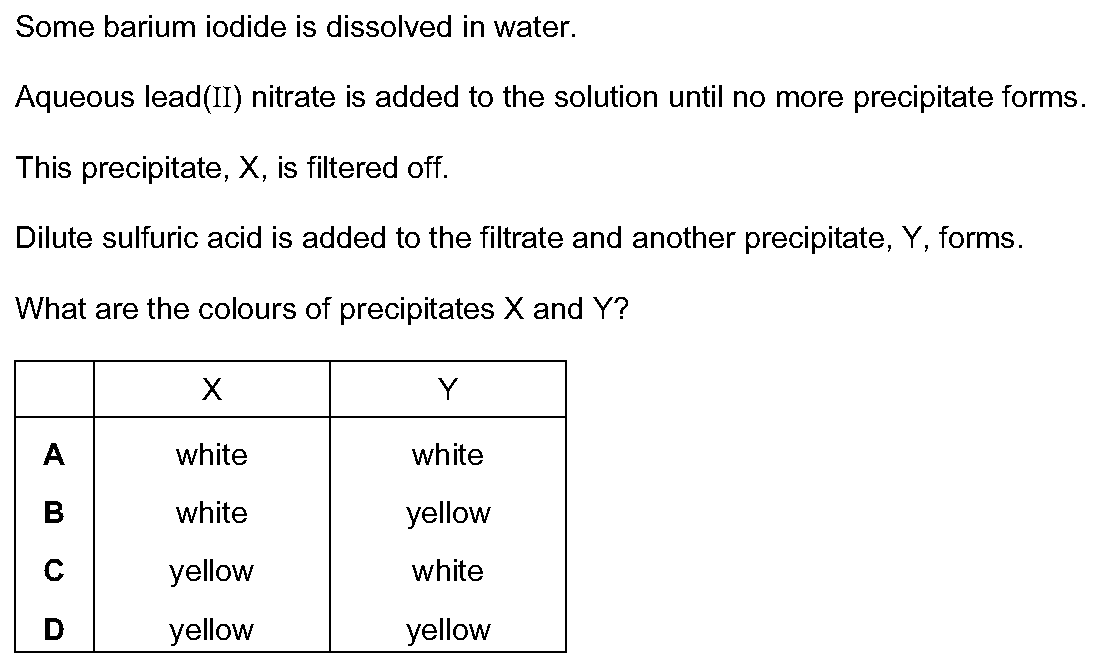 Some barium iodide is dissolved in water.
Aqueous lead(II) nitrate is added to the solution until no more precipitate forms.
This precipitate, X, is filtered off.
Dilute sulfuric acid is added to the filtrate and another precipitate, Y, forms.
What are the colours of precipitates X and Y?
X Y
A white white
B white yellow
C yellow white
D yellow yellow